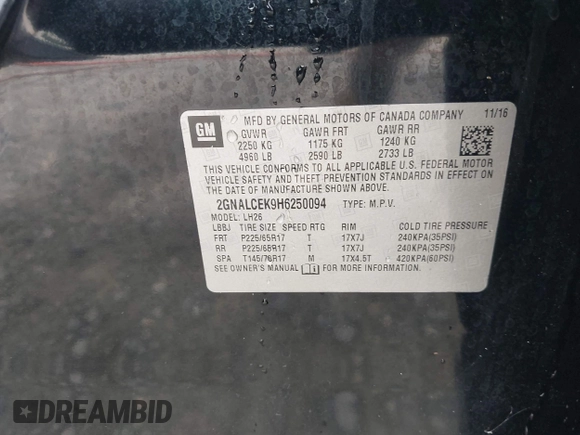 GM
MFD BY GENERAL MOTORS OF CANADA COMPANY 11/16
GVWR GAWR FRT GAWR RR
2250 KG 1175 KG 1240 KG
4960 LB 2590 LB 2733 LB
THIS VEHICLE CONFORMS TO ALL APPLICABLE U.S. FEDERAL MOTOR
VEHICLE SAFETY AND THEFT PREVENTION STANDARDS IN EFFECT
ON THE DATE OF MANUFACTURE SHOWN ABOVE.
2GNALCEK9H6250094 TYPE: M.P.V.
MODEL: LH26
LBBJ TIRE SIZE SPEED RTG RIM COLD TIRE PRESSURE
FRT P225/65R17 T 17X7J 240KPA(35PSI)
RR P225/65R17 T 17X7J 240KPA(35PSI)
SPA T145/70R17 M 17X4.5T 420KPA(60PSI)
SEE OWNER'S MANUAL FOR MORE INFORMATION.
DREAMBID